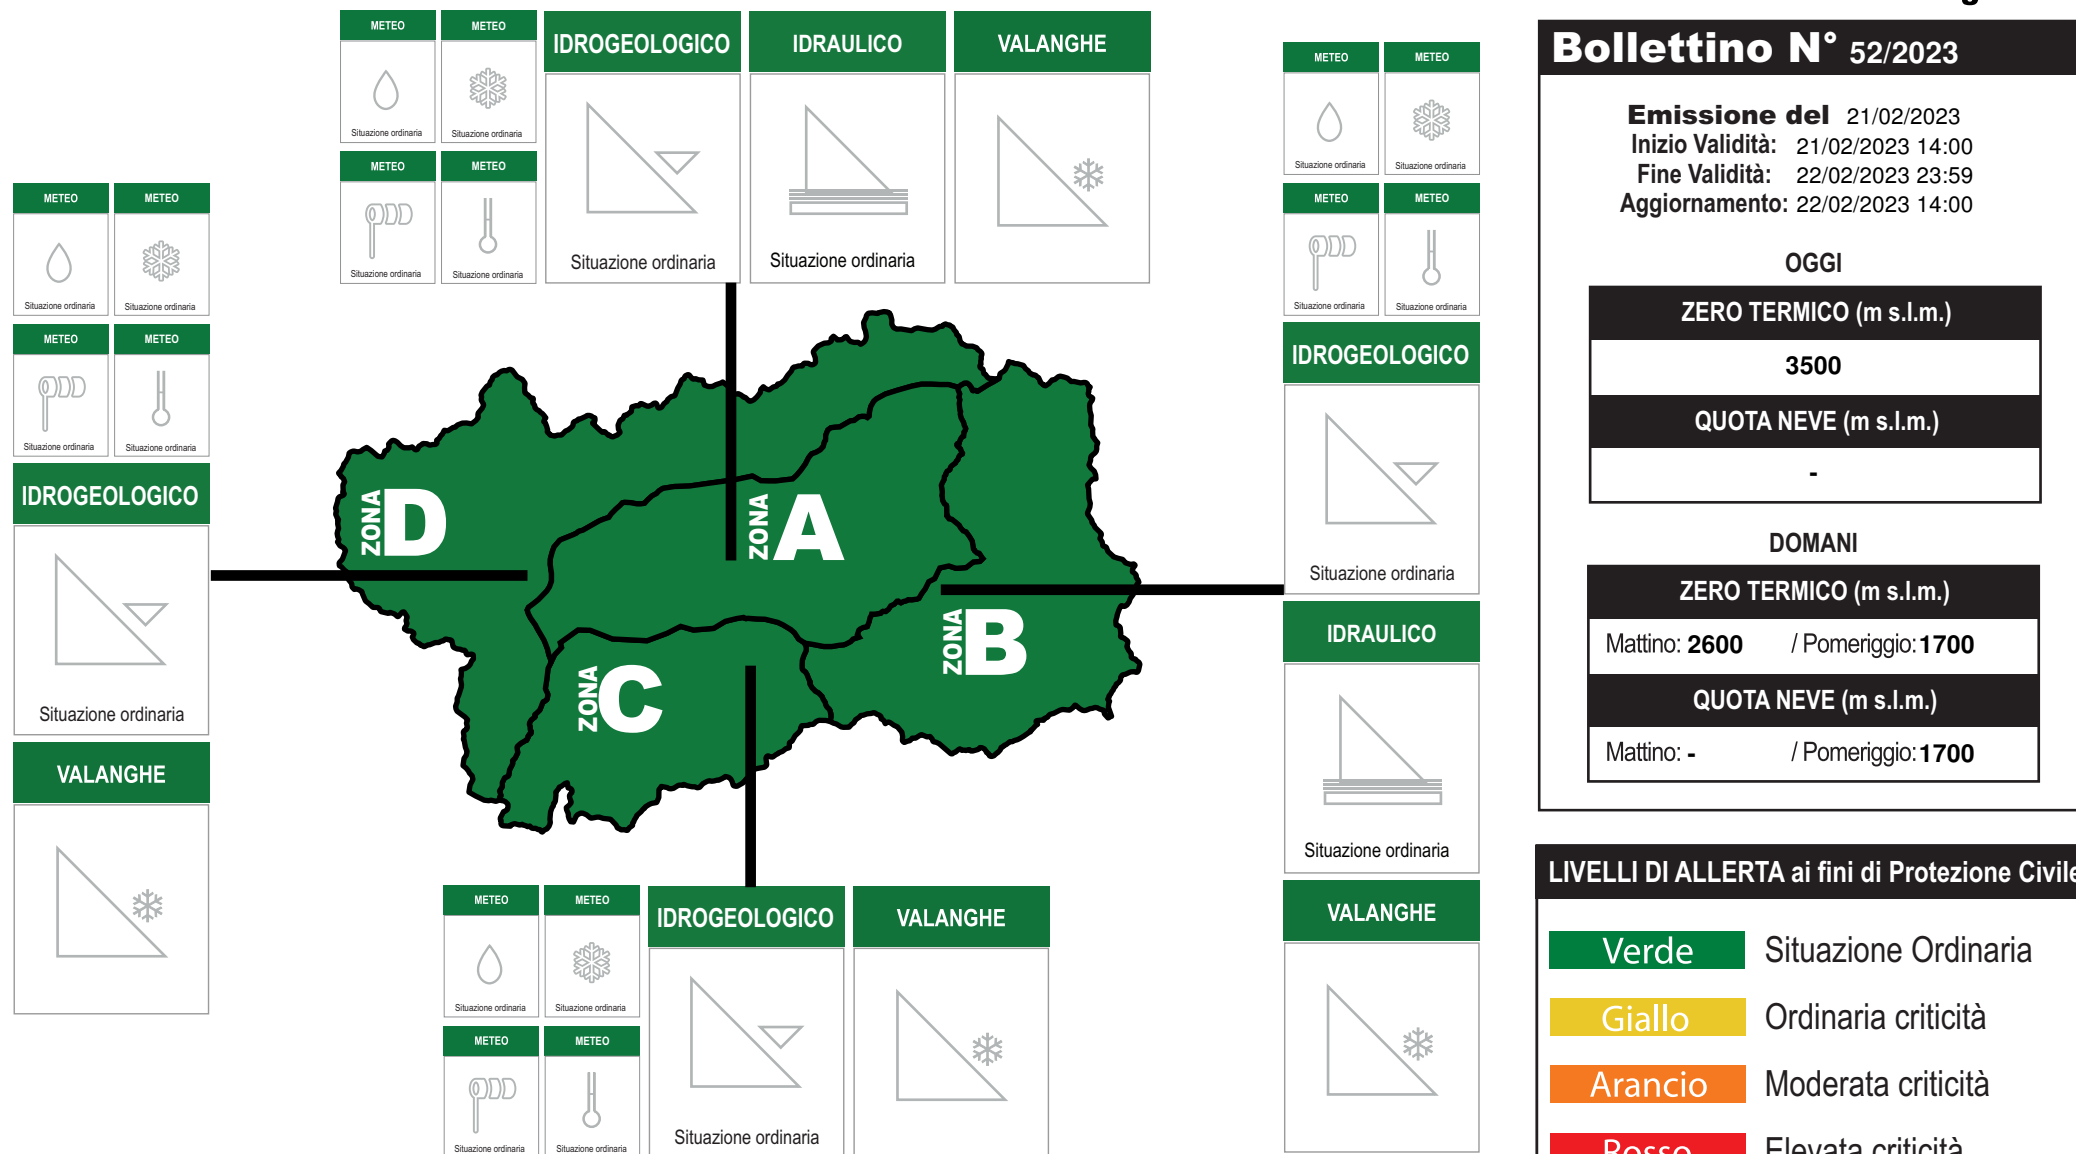 METEO
METEO
Situazione ordinaria
Situazione ordinaria
METEO
METEO
Situazione ordinaria
Situazione ordinaria
IDROGEOLOGICO
Situazione ordinaria
IDRAULICO
Situazione ordinaria
VALANGHE
METEO
METEO
Situazione ordinaria
Situazione ordinaria
METEO
METEO
Situazione ordinaria
Situazione ordinaria
IDROGEOLOGICO
Situazione ordinaria
VALANGHE
ZONA D
ZONA A
ZONA B
ZONA C
METEO
METEO
Situazione ordinaria
Situazione ordinaria
METEO
METEO
Situazione ordinaria
Situazione ordinaria
IDROGEOLOGICO
Situazione ordinaria
VALANGHE
METEO
METEO
Situazione ordinaria
Situazione ordinaria
METEO
METEO
Situazione ordinaria
Situazione ordinaria
IDROGEOLOGICO
Situazione ordinaria
IDRAULICO
Situazione ordinaria
VALANGHE
Bollettino N° 52/2023
Emissione del 21/02/2023
Inizio Validità: 21/02/2023 14:00
Fine Validità: 22/02/2023 23:59
Aggiornamento: 22/02/2023 14:00
OGGI
ZERO TERMICO (m s.l.m.)
3500
QUOTA NEVE (m s.l.m.)
-
DOMANI
ZERO TERMICO (m s.l.m.)
Mattino: 2600 / Pomeriggio: 1700
QUOTA NEVE (m s.l.m.)
Mattino: - / Pomeriggio: 1700
LIVELLI DI ALLERTA ai fini di Protezione Civile
Verde Situazione Ordinaria
Giallo Ordinaria criticità
Arancio Moderata criticità
Rosso Elevata criticità